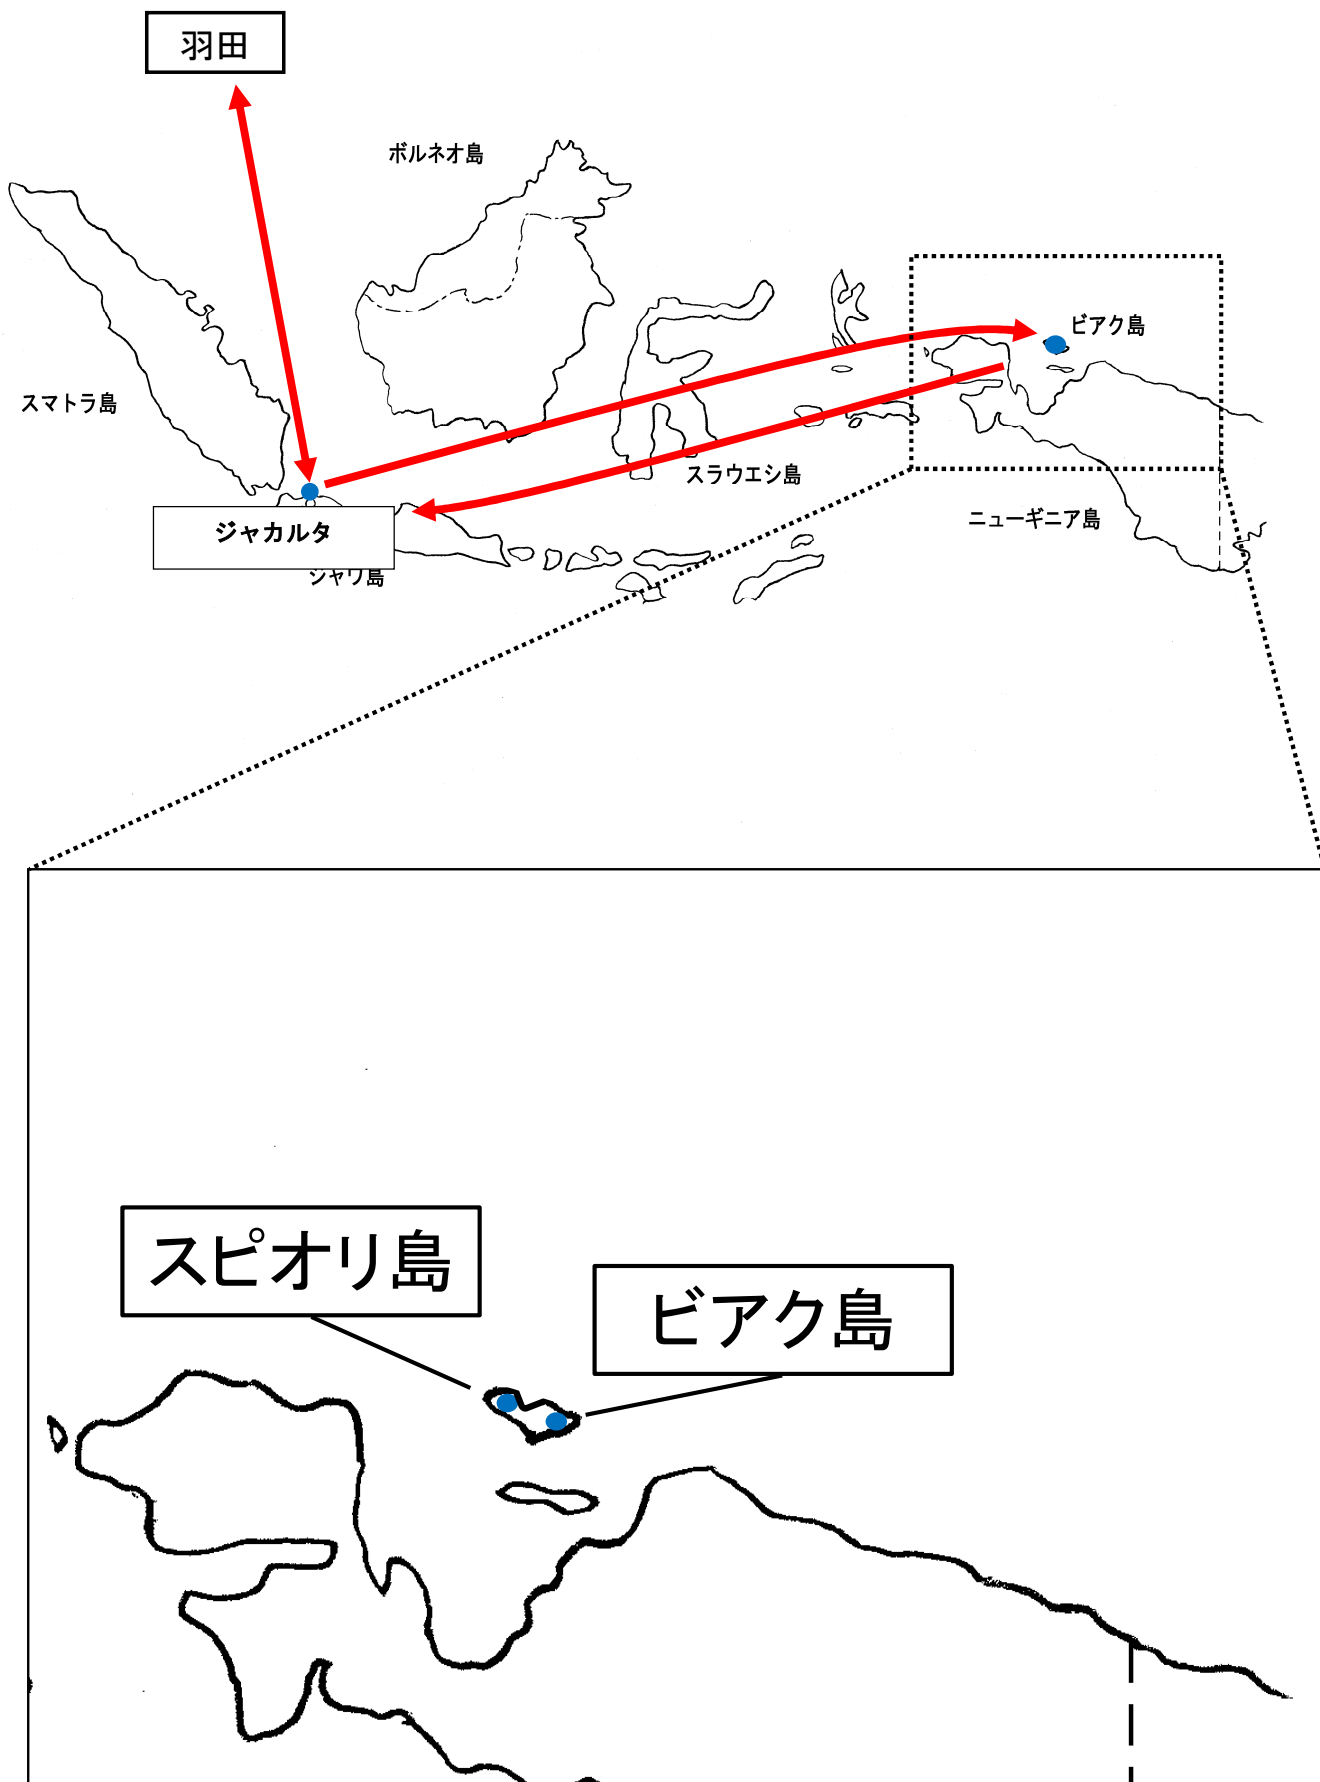 羽田
ボルネオ島
ビアク島
スマトラ島
スラウエシ島
ニューギニア島
ジャカルタ
ジャワ島
スピオリ島
ビアク島